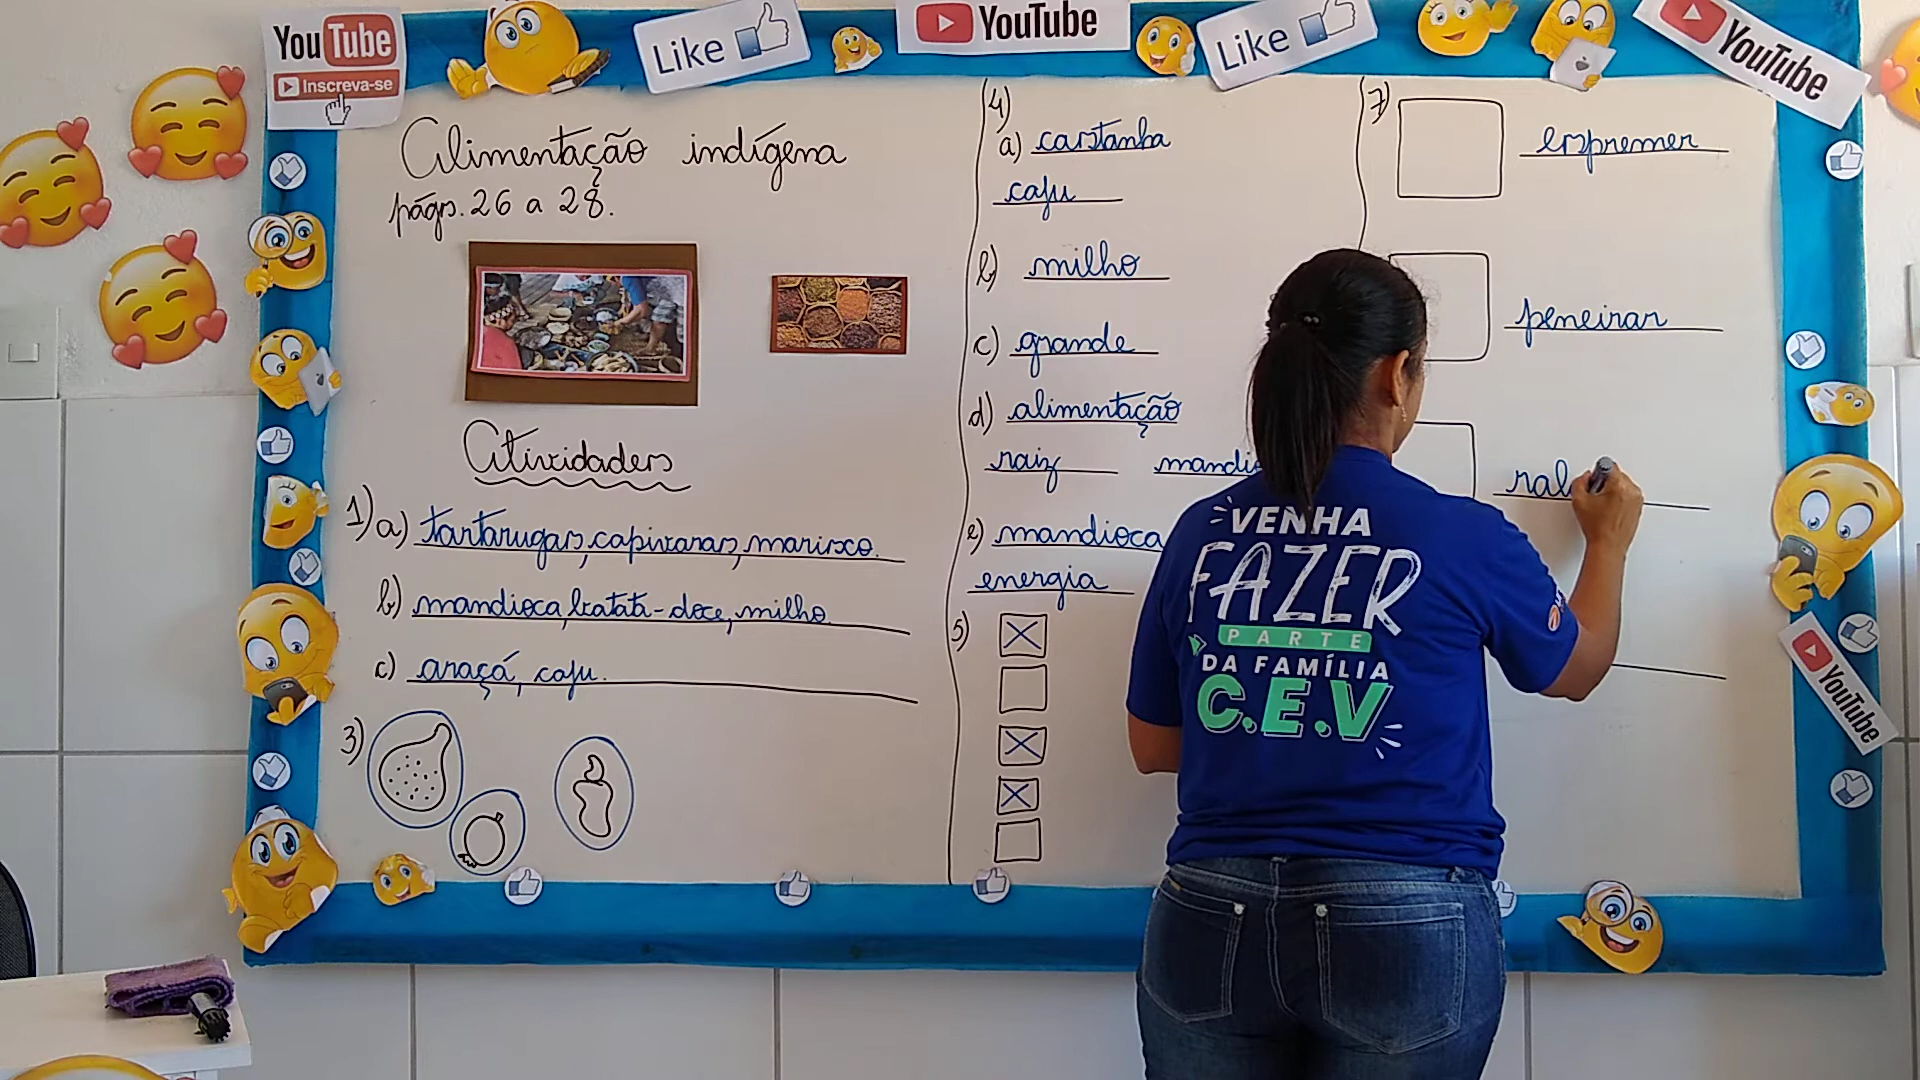 YouTube
Inscreva-se
Like
YouTube
Like
YouTube
Alimentação indígena
págs. 26 a 28.
Atividades
1) a) tartarugas, capivaras, marisco.
b) mandioca, batata-doce, milho.
c) araçá, caju.
3)
4)
a) castanha
caju
b) milho
c) grande
d) alimentação
raiz
e) mandioca
energia
5)
7)
espremer
peneirar
VENHA
FAZER
PARTE
DA FAMÍLIA
C.E.V
YouTube